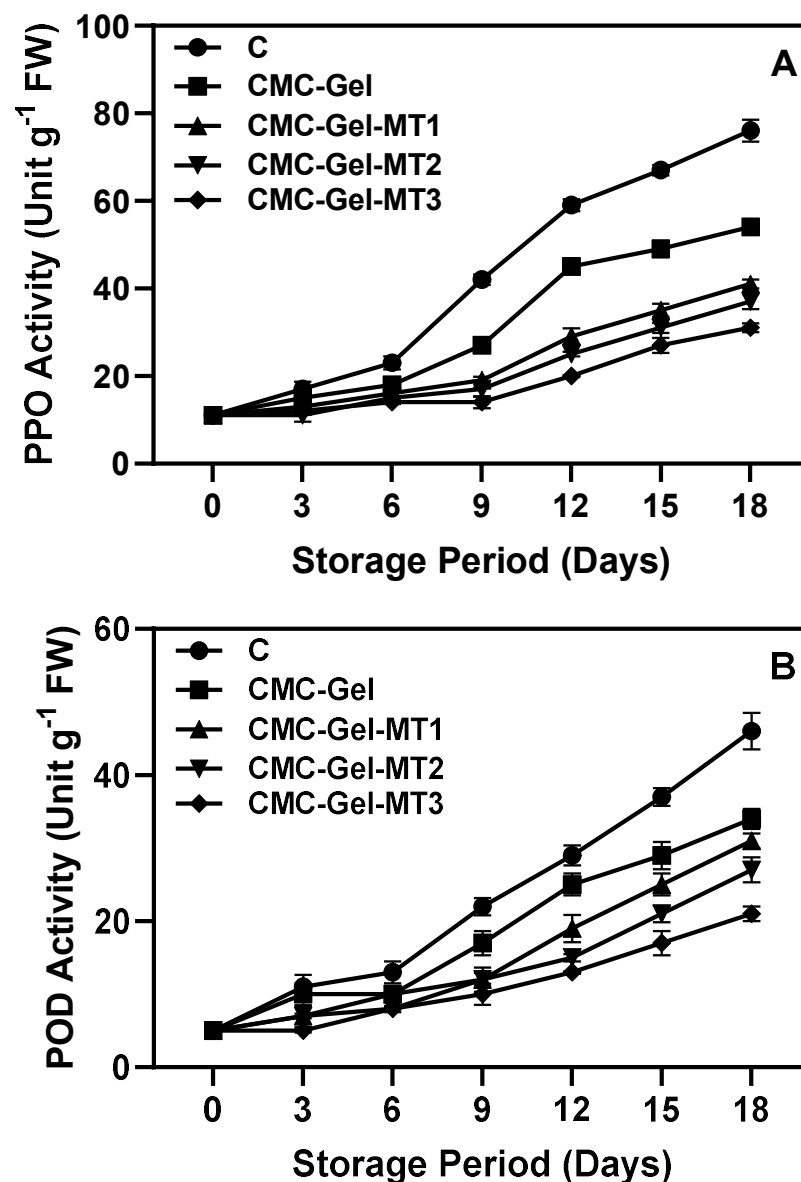 100
80
60
40
20
0
PPO Activity (Unit g⁻¹ FW)
C
CMC-Gel
CMC-Gel-MT1
CMC-Gel-MT2
CMC-Gel-MT3
A
0 3 6 9 12 15 18
Storage Period (Days)
60
40
20
0
POD Activity (Unit g⁻¹ FW)
C
CMC-Gel
CMC-Gel-MT1
CMC-Gel-MT2
CMC-Gel-MT3
B
0 3 6 9 12 15 18
Storage Period (Days)